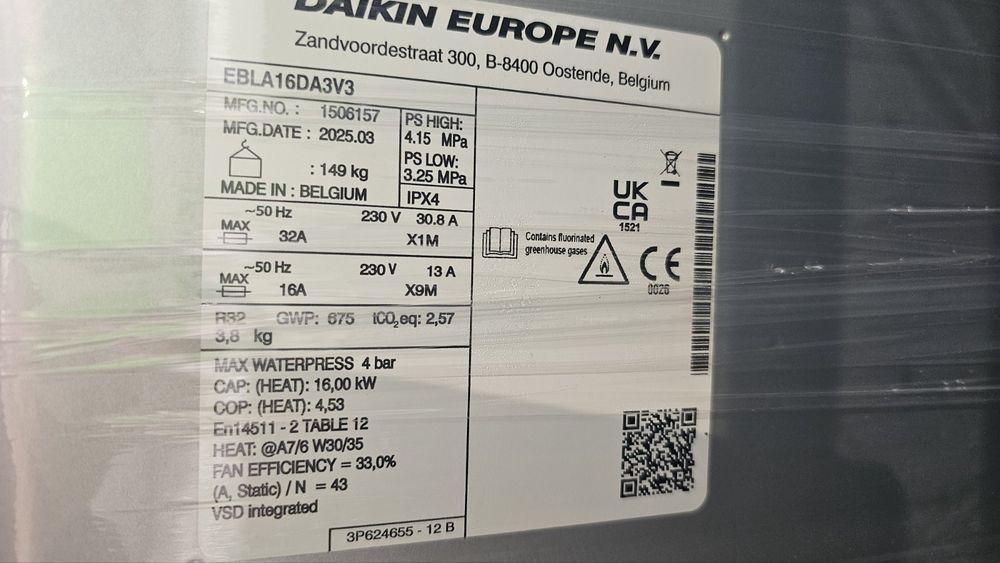 DAIKIN EUROPE N.V.
Zandvoordestraat 300, B-8400 Oostende, Belgium
EBLA16DA3V3
MFG.NO. : 1506157
MFG.DATE : 2025.03
: 149 kg
MADE IN : BELGIUM
PS HIGH:
4.15 MPa
PS LOW:
3.25 MPa
IPX4
~50 Hz 230 V 30.8 A
MAX 32A X1M
~50 Hz 230 V 13 A
MAX 16A X9M
R32 GWP: 675 tCO2eq: 2,57
3,8 kg
MAX WATERPRESS 4 bar
CAP: (HEAT): 16,00 kW
COP: (HEAT): 4,53
En14511 - 2 TABLE 12
HEAT: @A7/6 W30/35
FAN EFFICIENCY = 33,0%
(A, Static) / N = 43
VSD integrated
3P624655 - 12 B
Contains fluorinated
greenhouse gases
UK
CA
1521
CE
0026